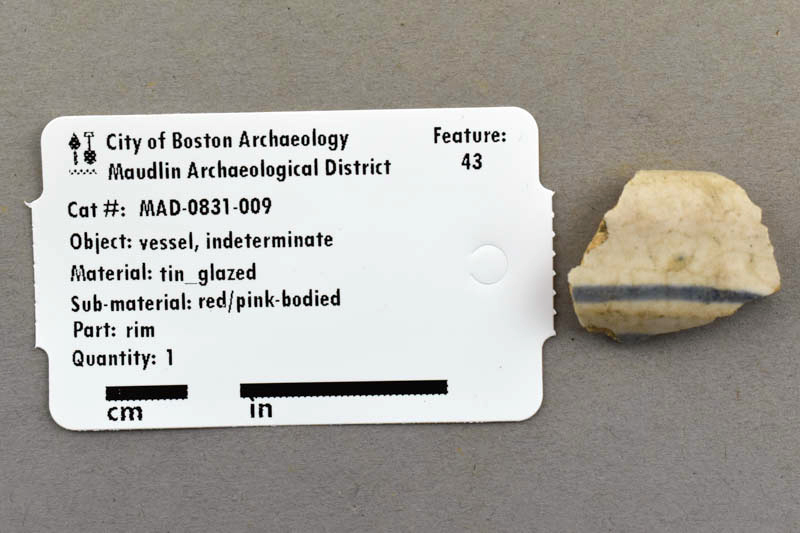 City of Boston Archaeology
Maudlin Archaeological District
Feature:
43
Cat #: MAD-0831-009
Object: vessel, indeterminate
Material: tin_glazed
Sub-material: red/pink-bodied
Part: rim
Quantity: 1
cm
in